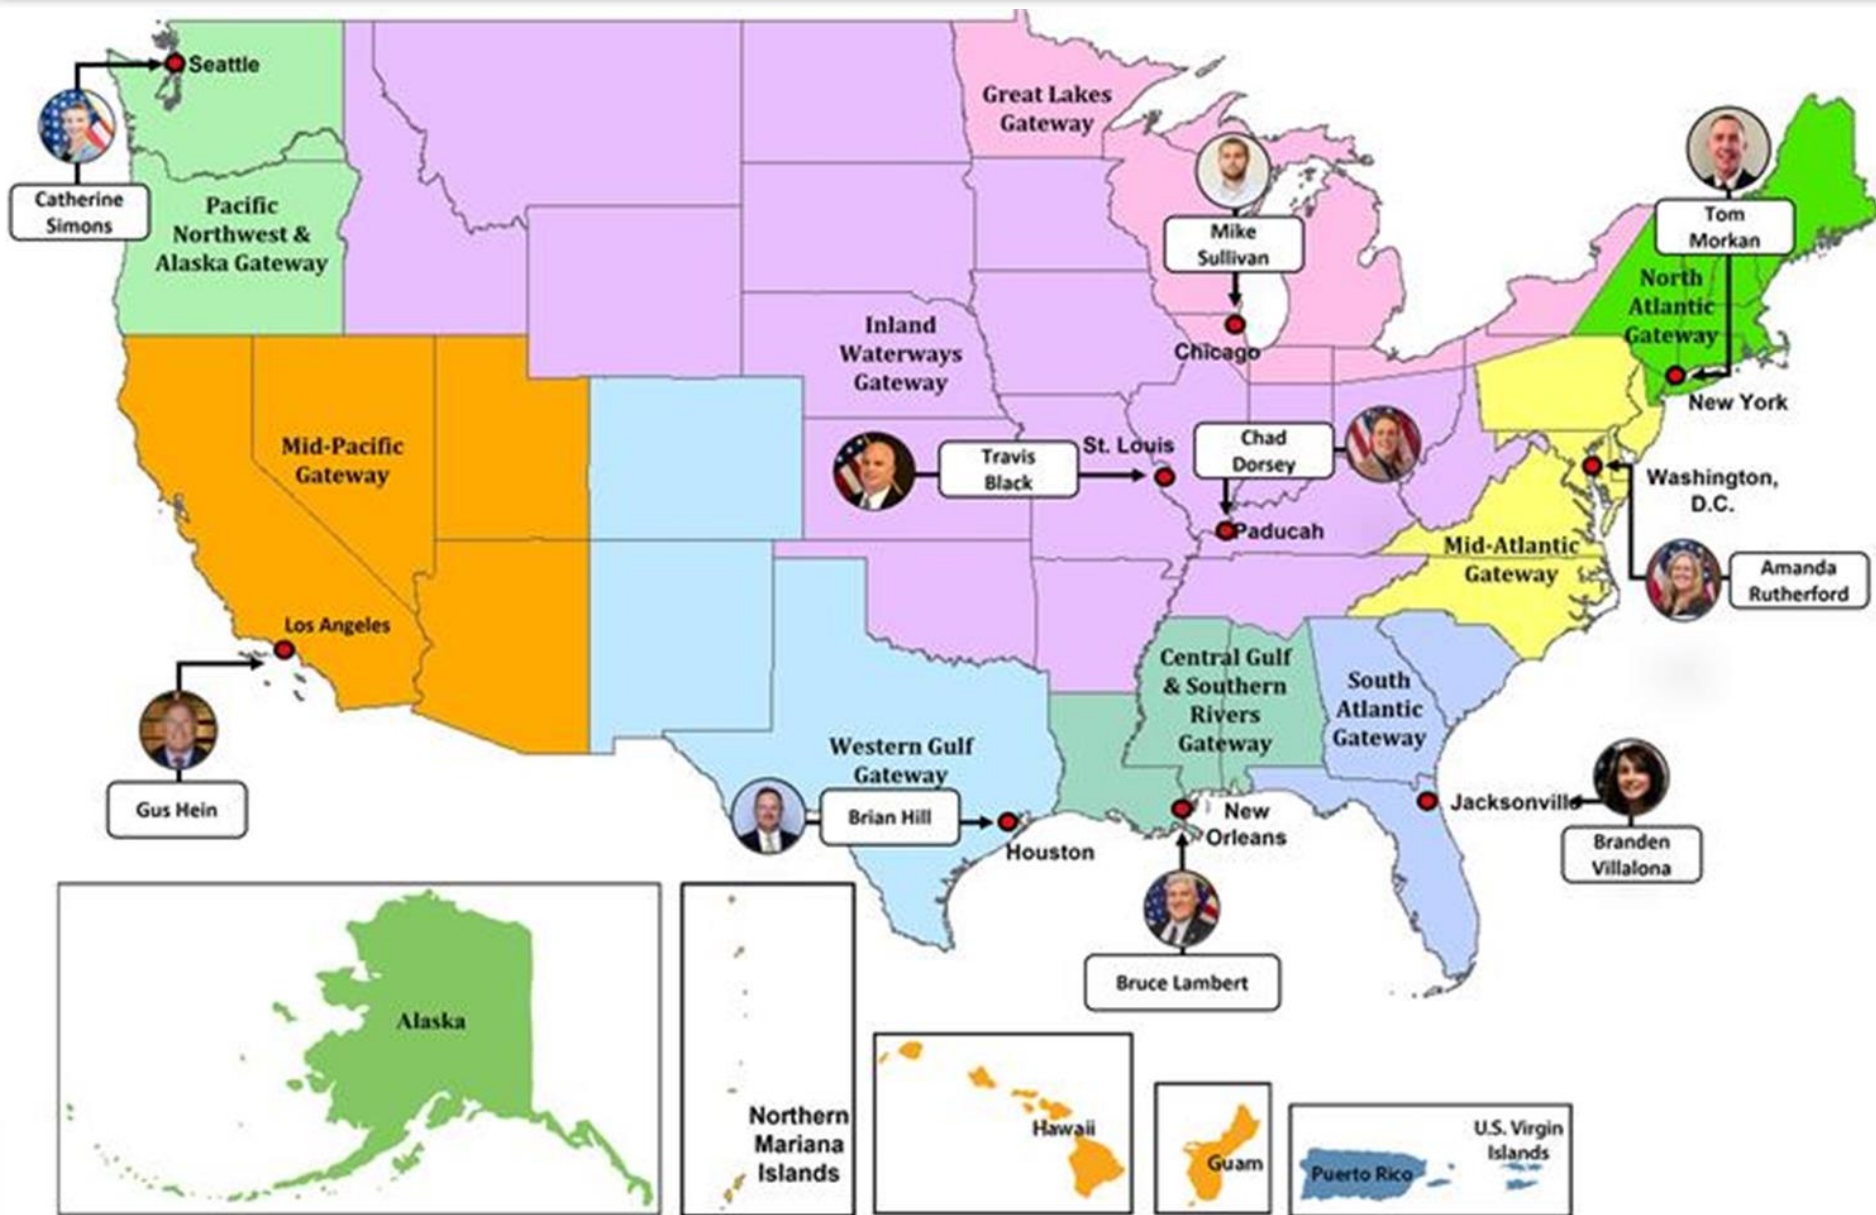 Seattle
Catherine
Simons
Pacific
Northwest &
Alaska Gateway
Great Lakes
Gateway
Mike
Sullivan
Chicago
Tom
Morkan
North
Atlantic
Gateway
New York
Inland
Waterways
Gateway
Mid-Pacific
Gateway
Travis
Black
St. Louis
Chad
Dorsey
Paducah
Washington,
D.C.
Mid-Atlantic
Gateway
Amanda
Rutherford
Los Angeles
Gus Hein
Central Gulf
& Southern
Rivers
Gateway
South
Atlantic
Gateway
Western Gulf
Gateway
Brian Hill
Houston
New
Orleans
Jacksonville
Branden
Villalona
Bruce Lambert
Alaska
Northern
Mariana
Islands
Hawaii
Guam
U.S. Virgin
Islands
Puerto Rico